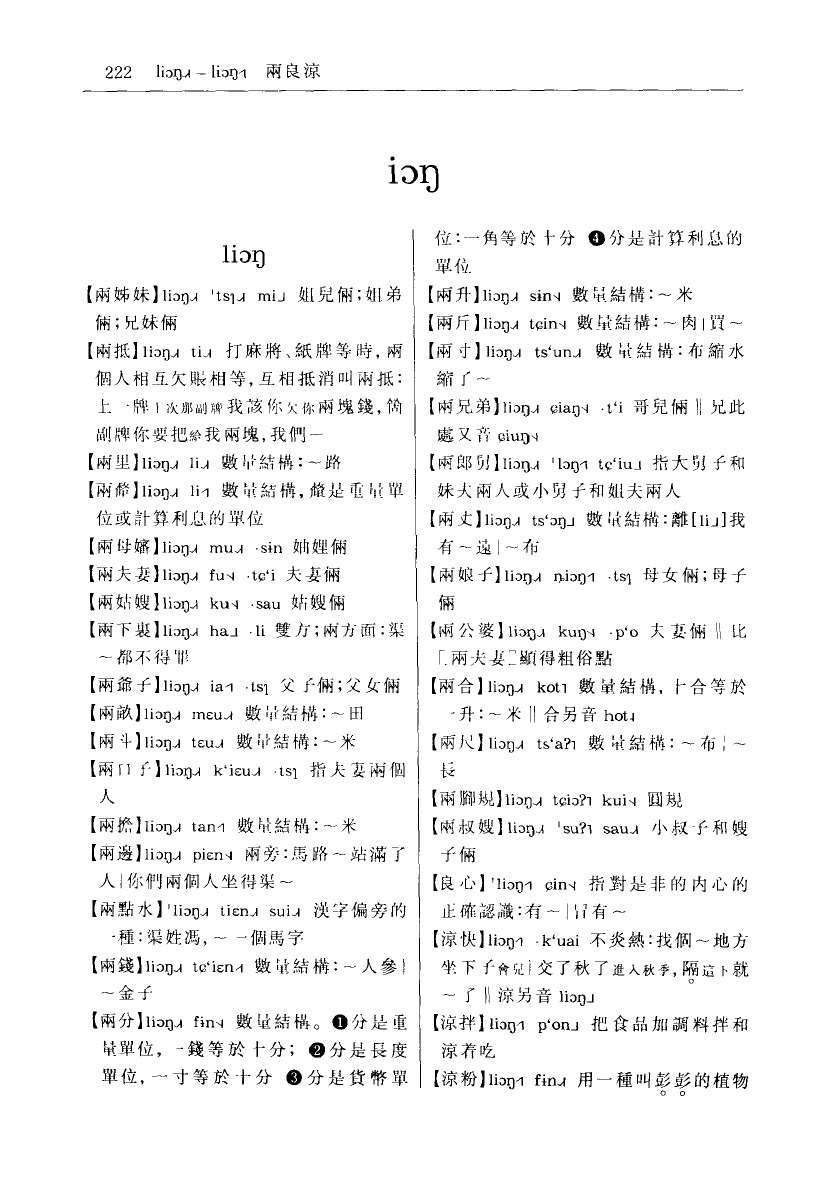 222 liɔŋ˩˧ – liɔŋ˧˥ 兩良涼
iɔŋ
liɔŋ
【兩姊妹】liɔŋ ˈtsɿ mi 姐兒倆;姐弟
倆;兄妹倆
【兩抵】liɔŋ ti 打麻將、紙牌等時,兩
個人相互欠賬相等,互相抵消叫兩抵:
上一牌上次那副牌我該你欠你兩塊錢,箇
副牌你要把給我兩塊,我們~
【兩里】liɔŋ li 數量結構:~路
【兩釐】liɔŋ li 數量結構,釐是重量單
位或計算利息的單位
【兩母嬸】liɔŋ mu ·sin 妯娌倆
【兩夫妻】liɔŋ fu ·tɕʻi 夫妻倆
【兩姑嫂】liɔŋ ku ·sau 姑嫂倆
【兩下裏】liɔŋ ha ·li 雙方;兩方面:渠
~都不得罪
【兩爺子】liɔŋ ia ·tsɿ 父子倆;父女倆
【兩畝】liɔŋ mɛu 數量結構:~田
【兩斗】liɔŋ tɛu 數量結構:~米
【兩口子】liɔŋ kʻiɛu ·tsɿ 指夫妻兩個
人
【兩擔】liɔŋ tan 數量結構:~米
【兩邊】liɔŋ piɛn 兩旁:馬路~站滿了
人|你們兩個人坐得渠~
【兩點水】ˈliɔŋ tiɛn sui 漢字偏旁的
一種:渠姓馮,~一個馬字
【兩錢】liɔŋ tɕʻiɛn 數量結構:~人參|
~金子
【兩分】liɔŋ fin 數量結構。❶分是重
量單位,一錢等於十分; ❷分是長度
單位,一寸等於十分 ❸分是貨幣單
位:一角等於十分 ❹分是計算利息的
單位
【兩升】liɔŋ sin 數量結構:~米
【兩斤】liɔŋ tɕin 數量結構:~肉|買~
【兩寸】liɔŋ tsʻun 數量結構:布縮水
縮了~
【兩兄弟】liɔŋ ɕiaŋ ·tʻi 哥兒倆‖兄此
處又音 ɕiuŋ
【兩郎舅】liɔŋ ˈlɔŋ tɕʻiu 指大舅子和
妹夫兩人或小舅子和姐夫兩人
【兩丈】liɔŋ tsʻɔŋ 數量結構:離[li]我
有~遠|~布
【兩娘子】liɔŋ ȵiɔŋ ·tsɿ 母女倆;母子
倆
【兩公婆】liɔŋ kuŋ ·pʻo 夫妻倆‖比
「兩夫妻」顯得粗俗點
【兩合】liɔŋ kot 數量結構,十合等於
一升:~米‖合另音 hot
【兩尺】liɔŋ tsʻaʔ 數量結構:~布|~
長
【兩腳規】liɔŋ tɕiɔʔ kui 圓規
【兩叔嫂】liɔŋ ˈsuʔ sau 小叔子和嫂
子倆
【良心】ˈliɔŋ ɕin 指對是非的内心的
正確認識:有~|冇有~
【涼快】liɔŋ ·kʻuai 不炎熱:找個~地方
坐下子會兒|交了秋了進入秋季,隔這下就
~了‖涼另音 liɔŋ
【涼拌】liɔŋ pʻon 把食品加調料拌和
涼着吃
【涼粉】liɔŋ fin 用一種叫彭彭的植物